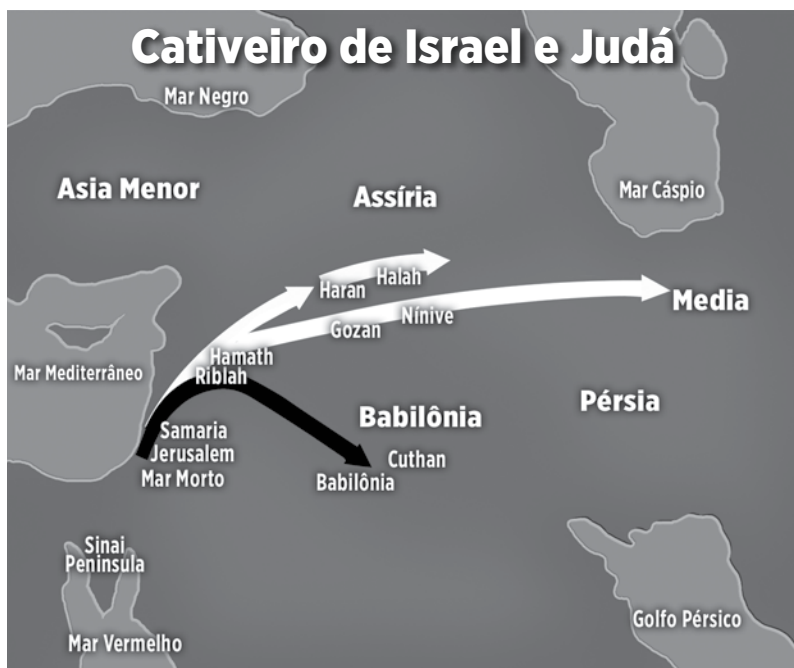 Cativeiro de Israel e Judá
Mar Negro
Asia Menor
Assíria
Mar Cáspio
Haran
Halah
Media
Gozan
Nínive
Hamath
Riblah
Mar Mediterrâneo
Babilônia
Pérsia
Samaria
Jerusalem
Mar Morto
Cuthan
Babilônia
Sinai
Peninsula
Mar Vermelho
Golfo Pérsico